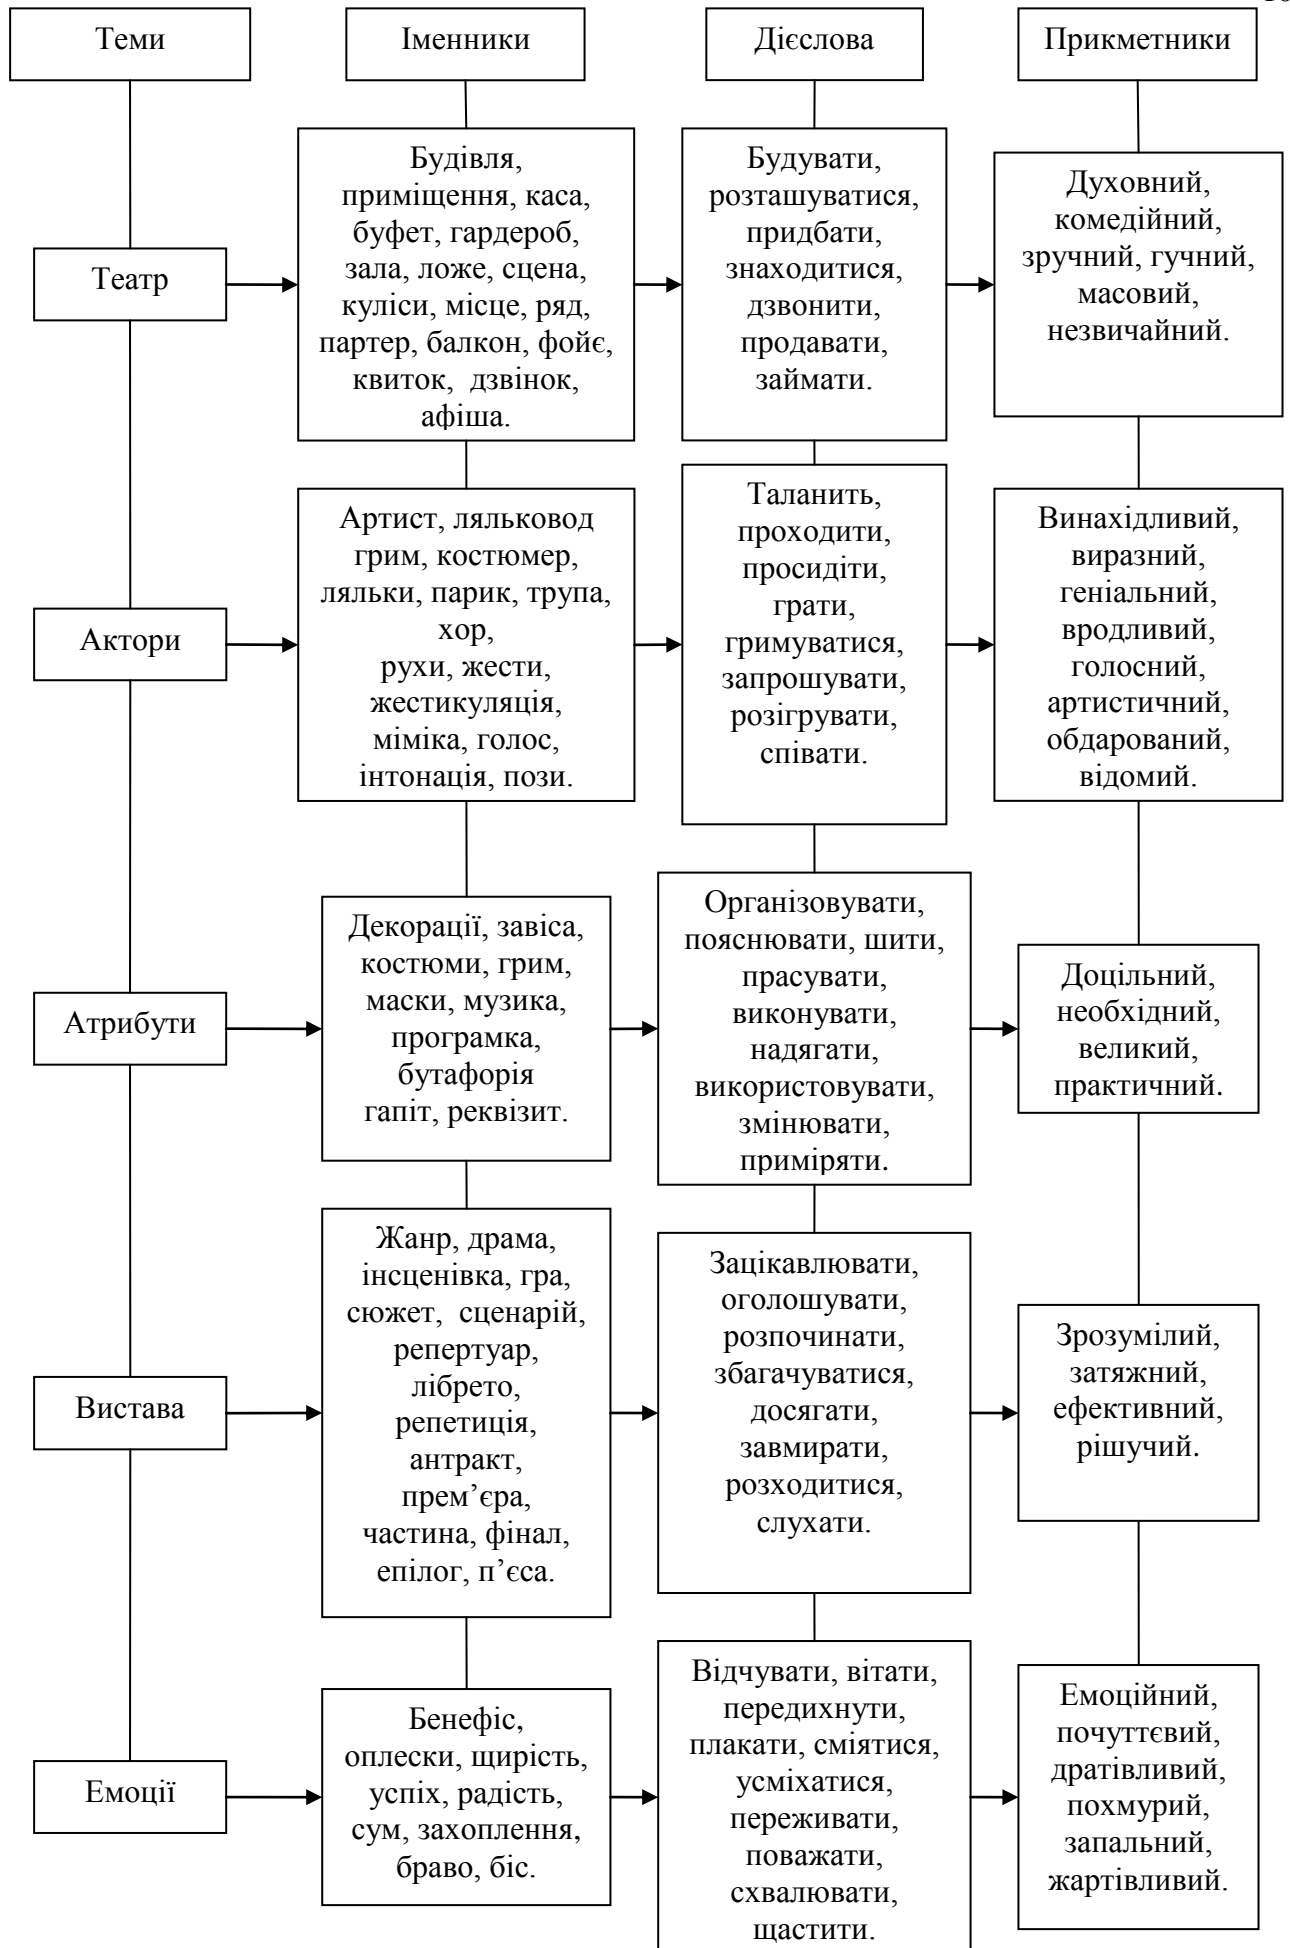 Теми
Іменники
Дієслова
Прикметники
Театр
Будівля,
приміщення, каса,
буфет, гардероб,
зала, ложе, сцена,
куліси, місце, ряд,
партер, балкон, фойє,
квиток, дзвінок,
афіша.
Будувати,
розташуватися,
придбати,
знаходитися,
дзвонити,
продавати,
займати.
Духовний,
комедійний,
зручний, гучний,
масовий,
незвичайний.
Актори
Артист, ляльковод
грим, костюмер,
ляльки, парик, трупа,
хор,
рухи, жести,
жестикуляція,
міміка, голос,
інтонація, пози.
Таланить,
проходити,
просидіти,
грати,
гримуватися,
запрошувати,
розігрувати,
співати.
Винахідливий,
виразний,
геніальний,
вродливий,
голосний,
артистичний,
обдарований,
відомий.
Атрибути
Декорації, завіса,
костюми, грим,
маски, музика,
програмка,
бутафорія
гапіт, реквізит.
Організовувати,
пояснювати, шити,
прасувати,
виконувати,
надягати,
використовувати,
змінювати,
приміряти.
Доцільний,
необхідний,
великий,
практичний.
Вистава
Жанр, драма,
інсценівка, гра,
сюжет, сценарій,
репертуар,
лібрето,
репетиція,
антракт,
прем’єра,
частина, фінал,
епілог, п’єса.
Зацікавлювати,
оголошувати,
розпочинати,
збагачуватися,
досягати,
завмирати,
розходитися,
слухати.
Зрозумілий,
затяжний,
ефективний,
рішучий.
Емоції
Бенефіс,
оплески, щирість,
успіх, радість,
сум, захоплення,
браво, біс.
Відчувати, вітати,
передихнути,
плакати, сміятися,
усміхатися,
переживати,
поважати,
схвалювати,
щастити.
Емоційний,
почуттєвий,
дратівливий,
похмурий,
запальний,
жартівливий.